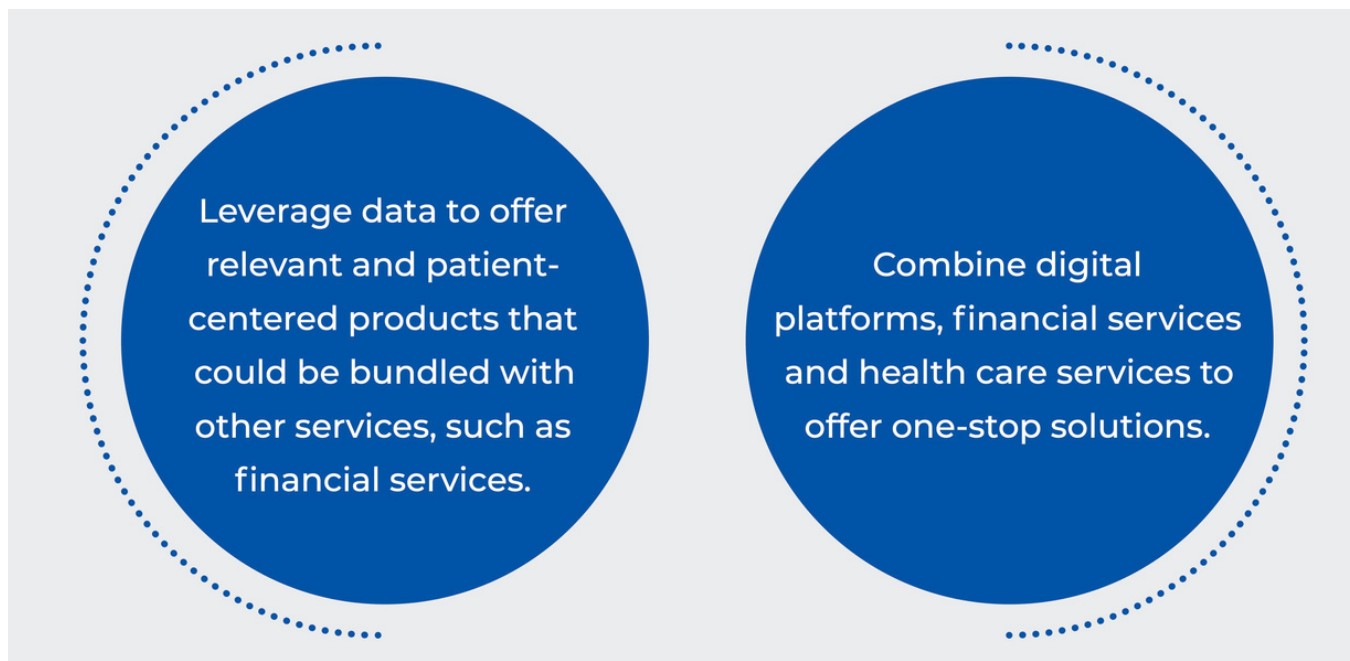 Leverage data to offer
relevant and patient-
centered products that
could be bundled with
other services, such as
financial services.
Combine digital
platforms, financial services
and health care services to
offer one-stop solutions.